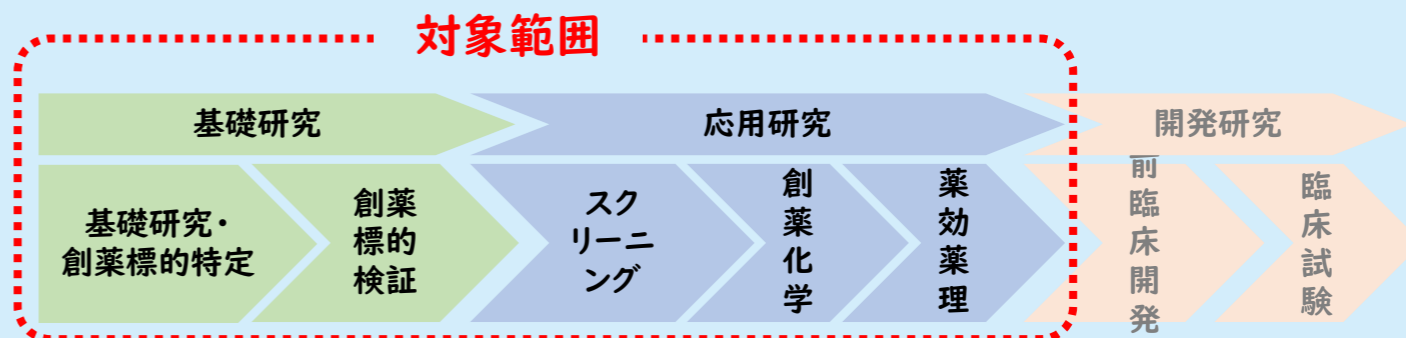 対象範囲
基礎研究
応用研究
開発研究
基礎研究・
創薬標的特定
創薬
標的
検証
スク
リーニ
ング
創薬化学
薬効薬理
前臨床開発
臨床試験